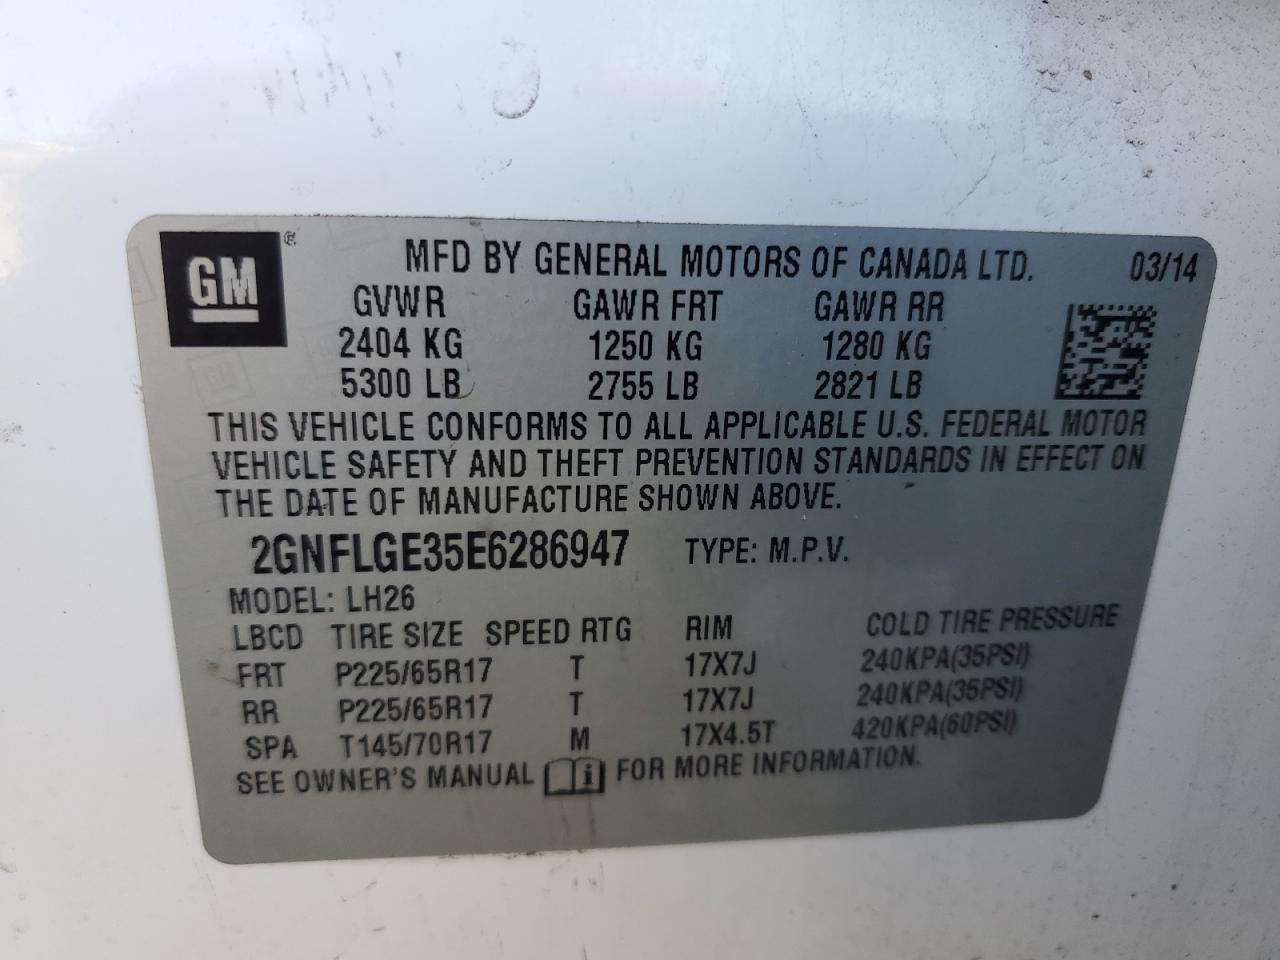 GM ® MFD BY GENERAL MOTORS OF CANADA LTD. 03/14
GVWR GAWR FRT GAWR RR
2404 KG 1250 KG 1280 KG
5300 LB 2755 LB 2821 LB
THIS VEHICLE CONFORMS TO ALL APPLICABLE U.S. FEDERAL MOTOR
VEHICLE SAFETY AND THEFT PREVENTION STANDARDS IN EFFECT ON
THE DATE OF MANUFACTURE SHOWN ABOVE.
2GNFLGE35E6286947 TYPE: M.P.V.
MODEL: LH26
LBCD TIRE SIZE SPEED RTG RIM COLD TIRE PRESSURE
FRT P225/65R17 T 17X7J 240KPA(35PSI)
RR P225/65R17 T 17X7J 240KPA(35PSI)
SPA T145/70R17 M 17X4.5T 420KPA(60PSI)
SEE OWNER'S MANUAL i FOR MORE INFORMATION.